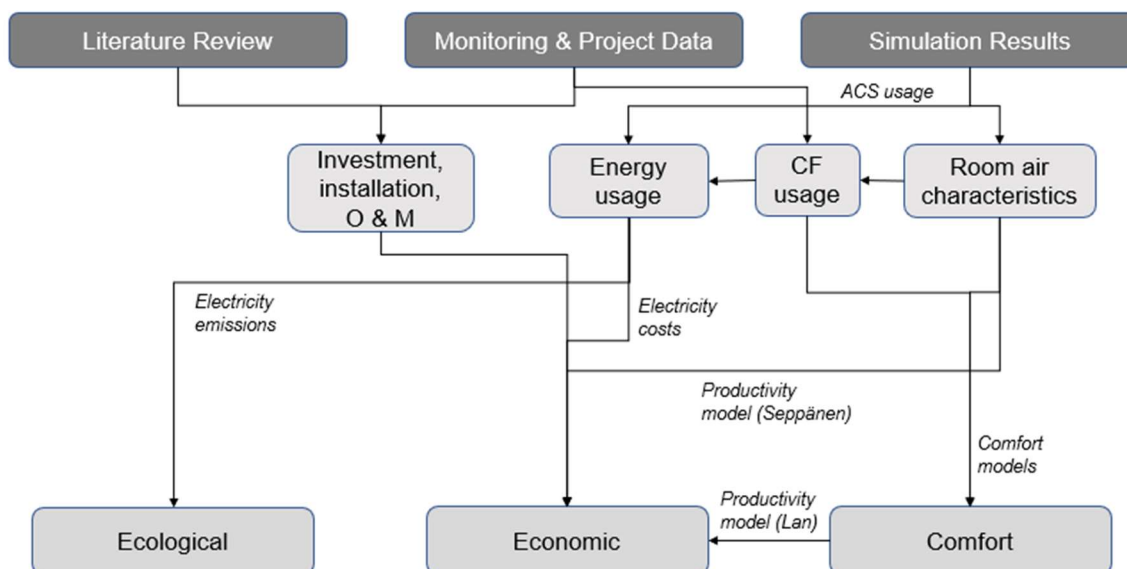 Literature Review
Monitoring & Project Data
Simulation Results
ACS usage
Investment,
installation,
O & M
Energy
usage
CF
usage
Room air
characteristics
Electricity
emissions
Electricity
costs
Productivity
model (Seppänen)
Comfort
models
Productivity
model (Lan)
Ecological
Economic
Comfort